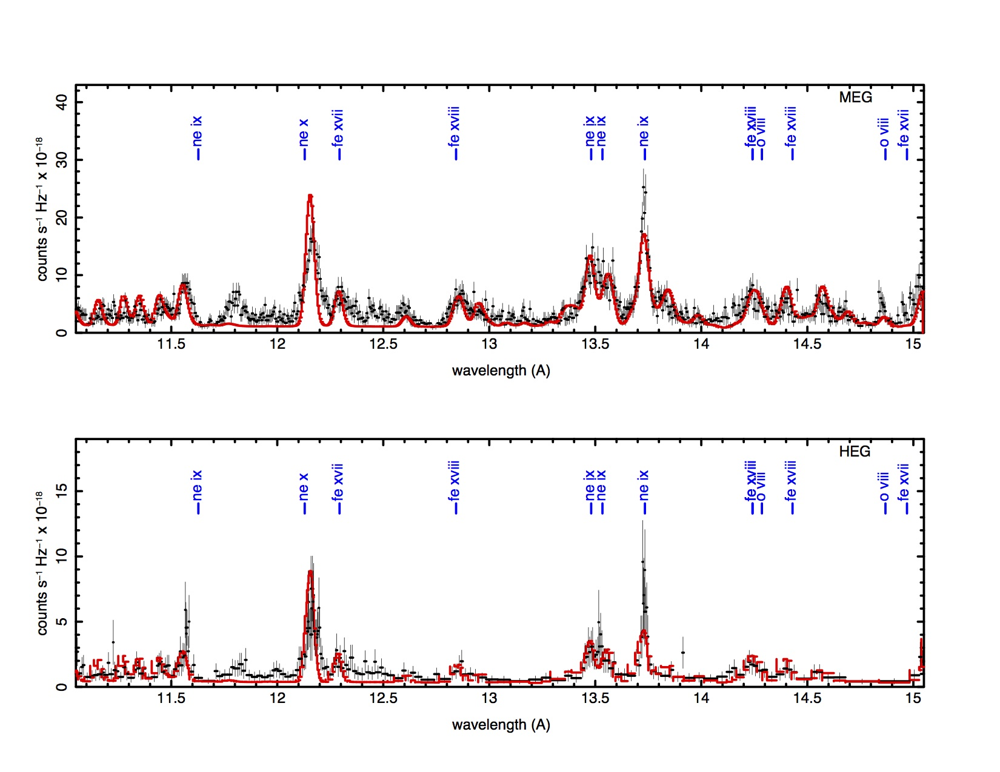 MEG
counts s⁻¹ Hz⁻¹ x 10⁻¹⁸
40
30
20
10
0
ne ix
ne x
fe xvii
fe xviii
ne ix
ne ix
ne ix
fe xviii
o viii
fe xviii
o viii
fe xvii
11.5 12 12.5 13 13.5 14 14.5 15
wavelength (A)
HEG
counts s⁻¹ Hz⁻¹ x 10⁻¹⁸
15
10
5
0
ne ix
ne x
fe xvii
fe xviii
ne ix
ne ix
ne ix
fe xviii
o viii
fe xviii
o viii
fe xvii
11.5 12 12.5 13 13.5 14 14.5 15
wavelength (A)